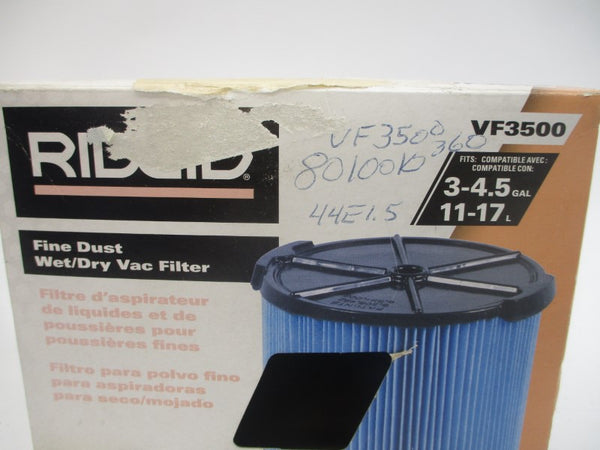 RIDGID®
VF3500
80100 10 360
44E1.5
VF3500
FITS: COMPATIBLE AVEC:
COMPATIBLE CON:
3-4.5 GAL
11-17 L
Fine Dust
Wet/Dry Vac Filter
Filtre d'aspirateur
de liquides et de
poussières pour
poussières fines
Filtro para polvo fino
para aspiradoras
para seco/mojado